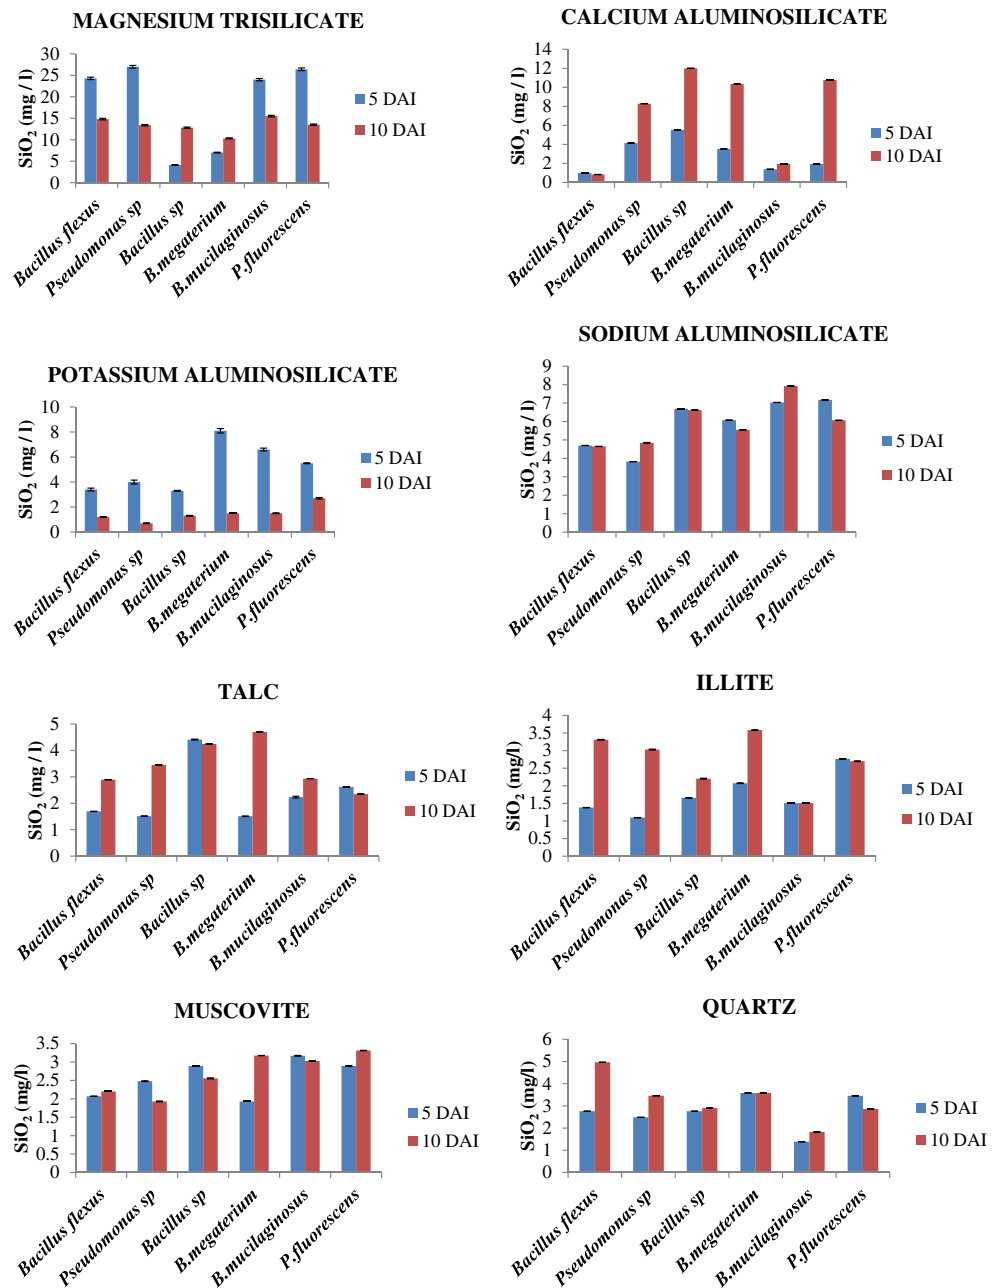 MAGNESIUM TRISILICATE
SiO₂ (mg / l)
30
25
20
15
10
5
0
5 DAI
10 DAI
Bacillus flexus
Pseudomonas sp
Bacillus sp
B.megaterium
B.mucilaginosus
P.fluorescens
CALCIUM ALUMINOSILICATE
SiO₂ (mg / l)
14
12
10
8
6
4
2
0
5 DAI
10 DAI
Bacillus flexus
Pseudomonas sp
Bacillus sp
B.megaterium
B.mucilaginosus
P.fluorescens
POTASSIUM ALUMINOSILICATE
SiO₂ (mg / l)
10
8
6
4
2
0
5 DAI
10 DAI
Bacillus flexus
Pseudomonas sp
Bacillus sp
B.megaterium
B.mucilaginosus
P.fluorescens
SODIUM ALUMINOSILICATE
SiO₂ (mg / l)
9
8
7
6
5
4
3
2
1
0
5 DAI
10 DAI
Bacillus flexus
Pseudomonas sp
Bacillus sp
B.megaterium
B.mucilaginosus
P.fluorescens
TALC
SiO₂ (mg / l)
5
4
3
2
1
0
5 DAI
10 DAI
Bacillus flexus
Pseudomonas sp
Bacillus sp
B.megaterium
B.mucilaginosus
P.fluorescens
ILLITE
SiO₂ (mg/l)
4
3.5
3
2.5
2
1.5
1
0.5
0
5 DAI
10 DAI
Bacillus flexus
Pseudomonas sp
Bacillus sp
B.megaterium
B.mucilaginosus
P.fluorescens
MUSCOVITE
SiO₂ (mg/l)
3.5
3
2.5
2
1.5
1
0.5
0
5 DAI
10 DAI
Bacillus flexus
Pseudomonas sp
Bacillus sp
B.megaterium
B.mucilaginosus
P.fluorescens
QUARTZ
SiO₂ (mg/l)
6
5
4
3
2
1
0
5 DAI
10 DAI
Bacillus flexus
Pseudomonas sp
Bacillus sp
B.megaterium
B.mucilaginosus
P.fluorescens